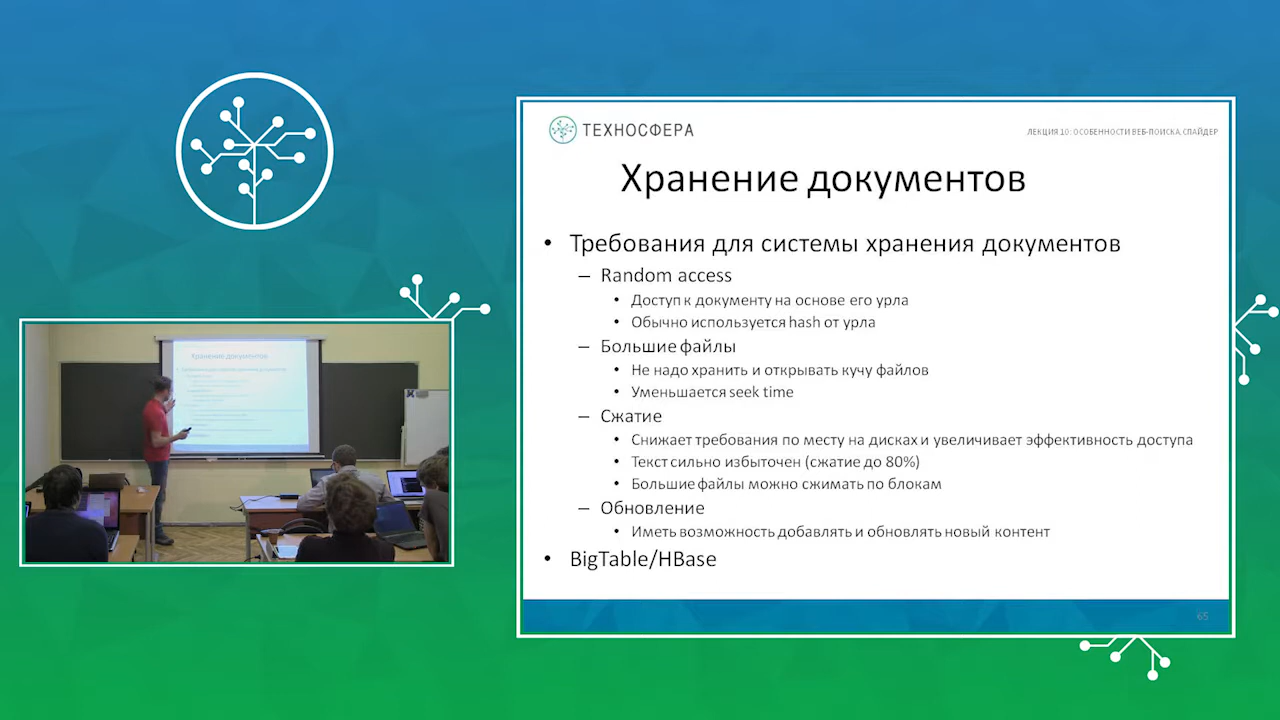 ТЕХНОСФЕРА
ЛЕКЦИЯ 10: ОСОБЕННОСТИ ВЕБ-ПОИСКА. СПАЙДЕР
Хранение документов
• Требования для системы хранения документов
– Random access
• Доступ к документу на основе его урла
• Обычно используется hash от урла
– Большие файлы
• Не надо хранить и открывать кучу файлов
• Уменьшается seek time
– Сжатие
• Снижает требования по месту на дисках и увеличивает эффективность доступа
• Текст сильно избыточен (сжатие до 80%)
• Большие файлы можно сжимать по блокам
– Обновление
• Иметь возможность добавлять и обновлять новый контент
• BigTable/HBase
65
Хранение документов